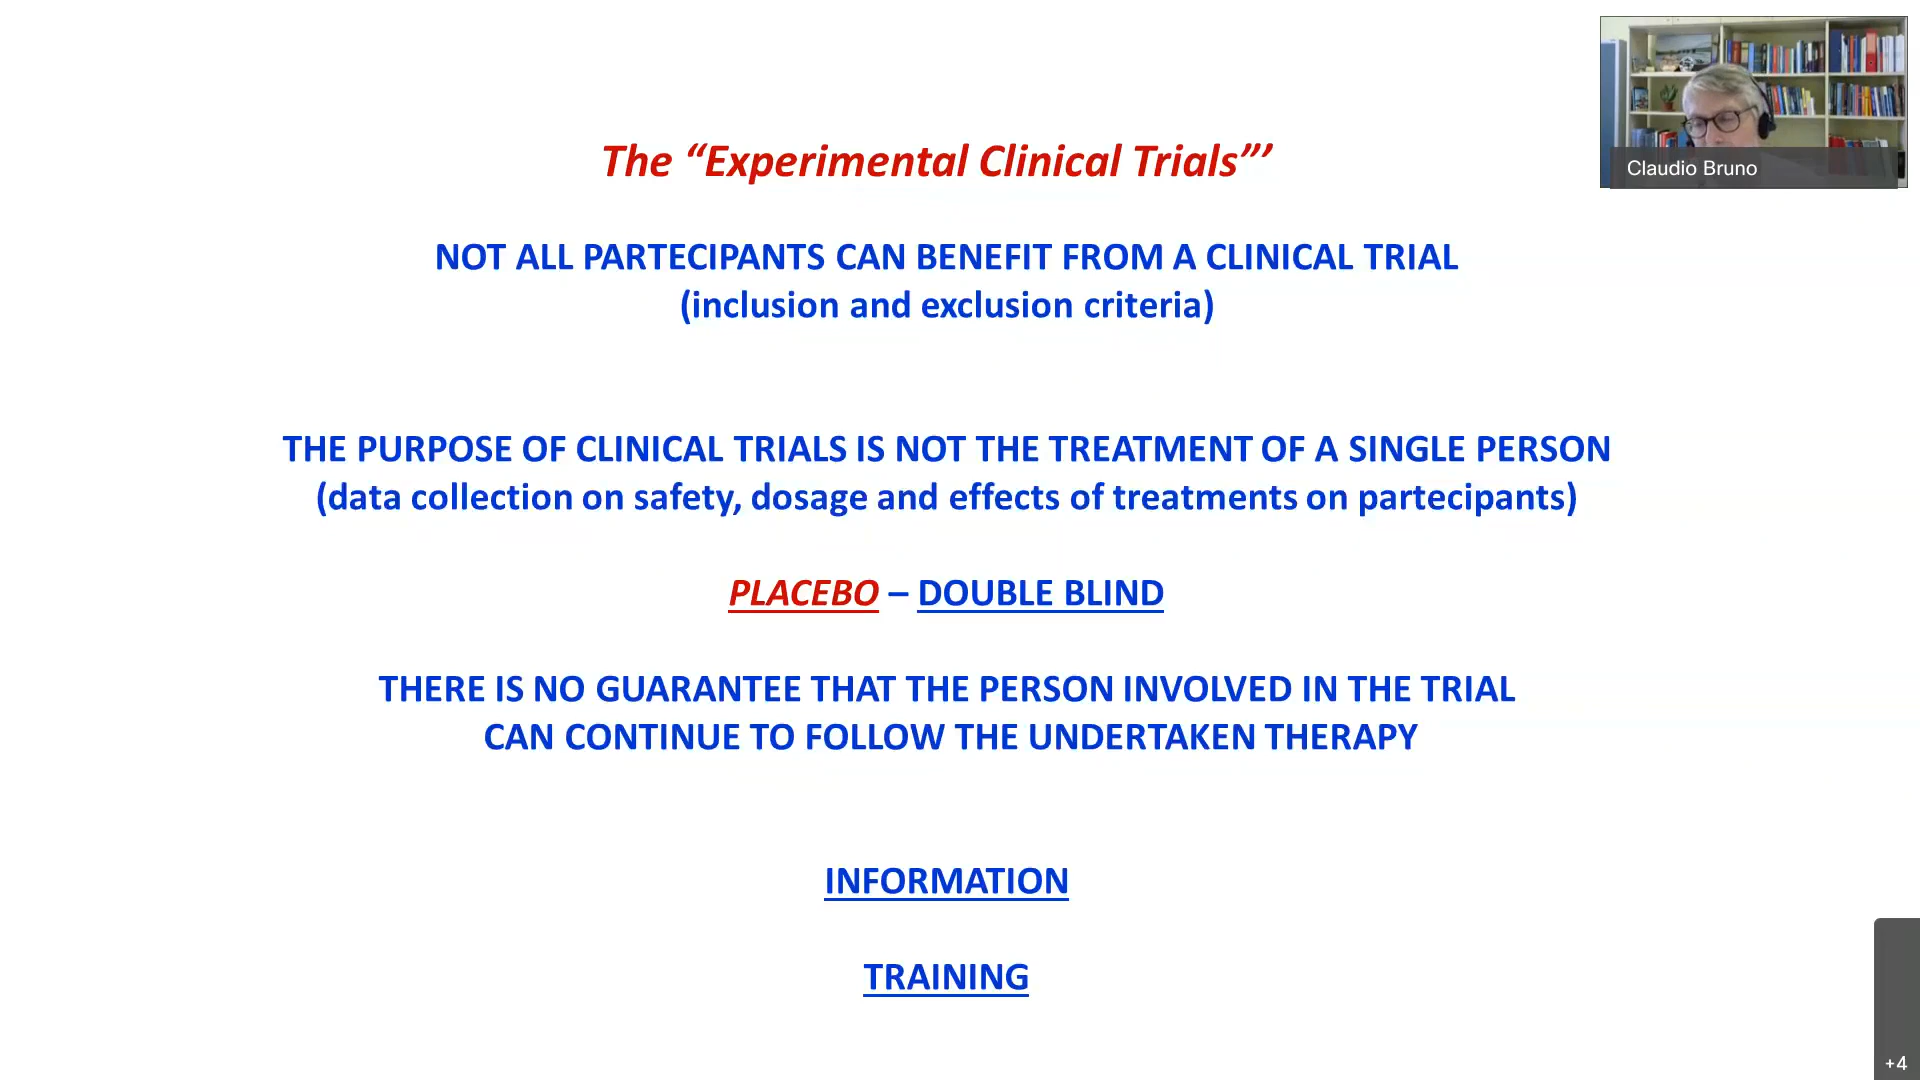 The “Experimental Clinical Trials”’
NOT ALL PARTECIPANTS CAN BENEFIT FROM A CLINICAL TRIAL
(inclusion and exclusion criteria)
THE PURPOSE OF CLINICAL TRIALS IS NOT THE TREATMENT OF A SINGLE PERSON
(data collection on safety, dosage and effects of treatments on partecipants)
PLACEBO – DOUBLE BLIND
THERE IS NO GUARANTEE THAT THE PERSON INVOLVED IN THE TRIAL
CAN CONTINUE TO FOLLOW THE UNDERTAKEN THERAPY
INFORMATION
TRAINING
Claudio Bruno
+4